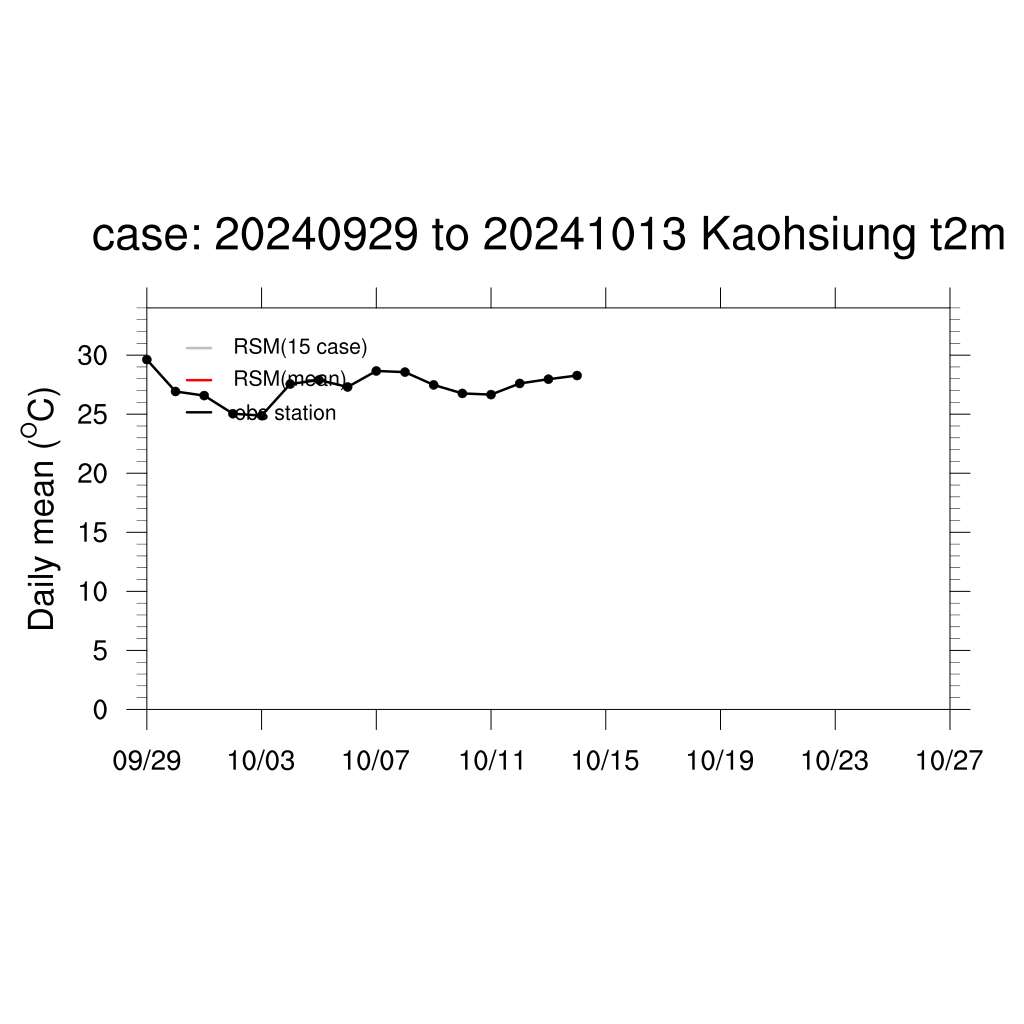 case: 20240929 to 20241013 Kaohsiung t2m
Daily mean (°C)
30
25
20
15
10
5
0
RSM(15 case)
RSM(mean)
obs station
09/29 10/03 10/07 10/11 10/15 10/19 10/23 10/27